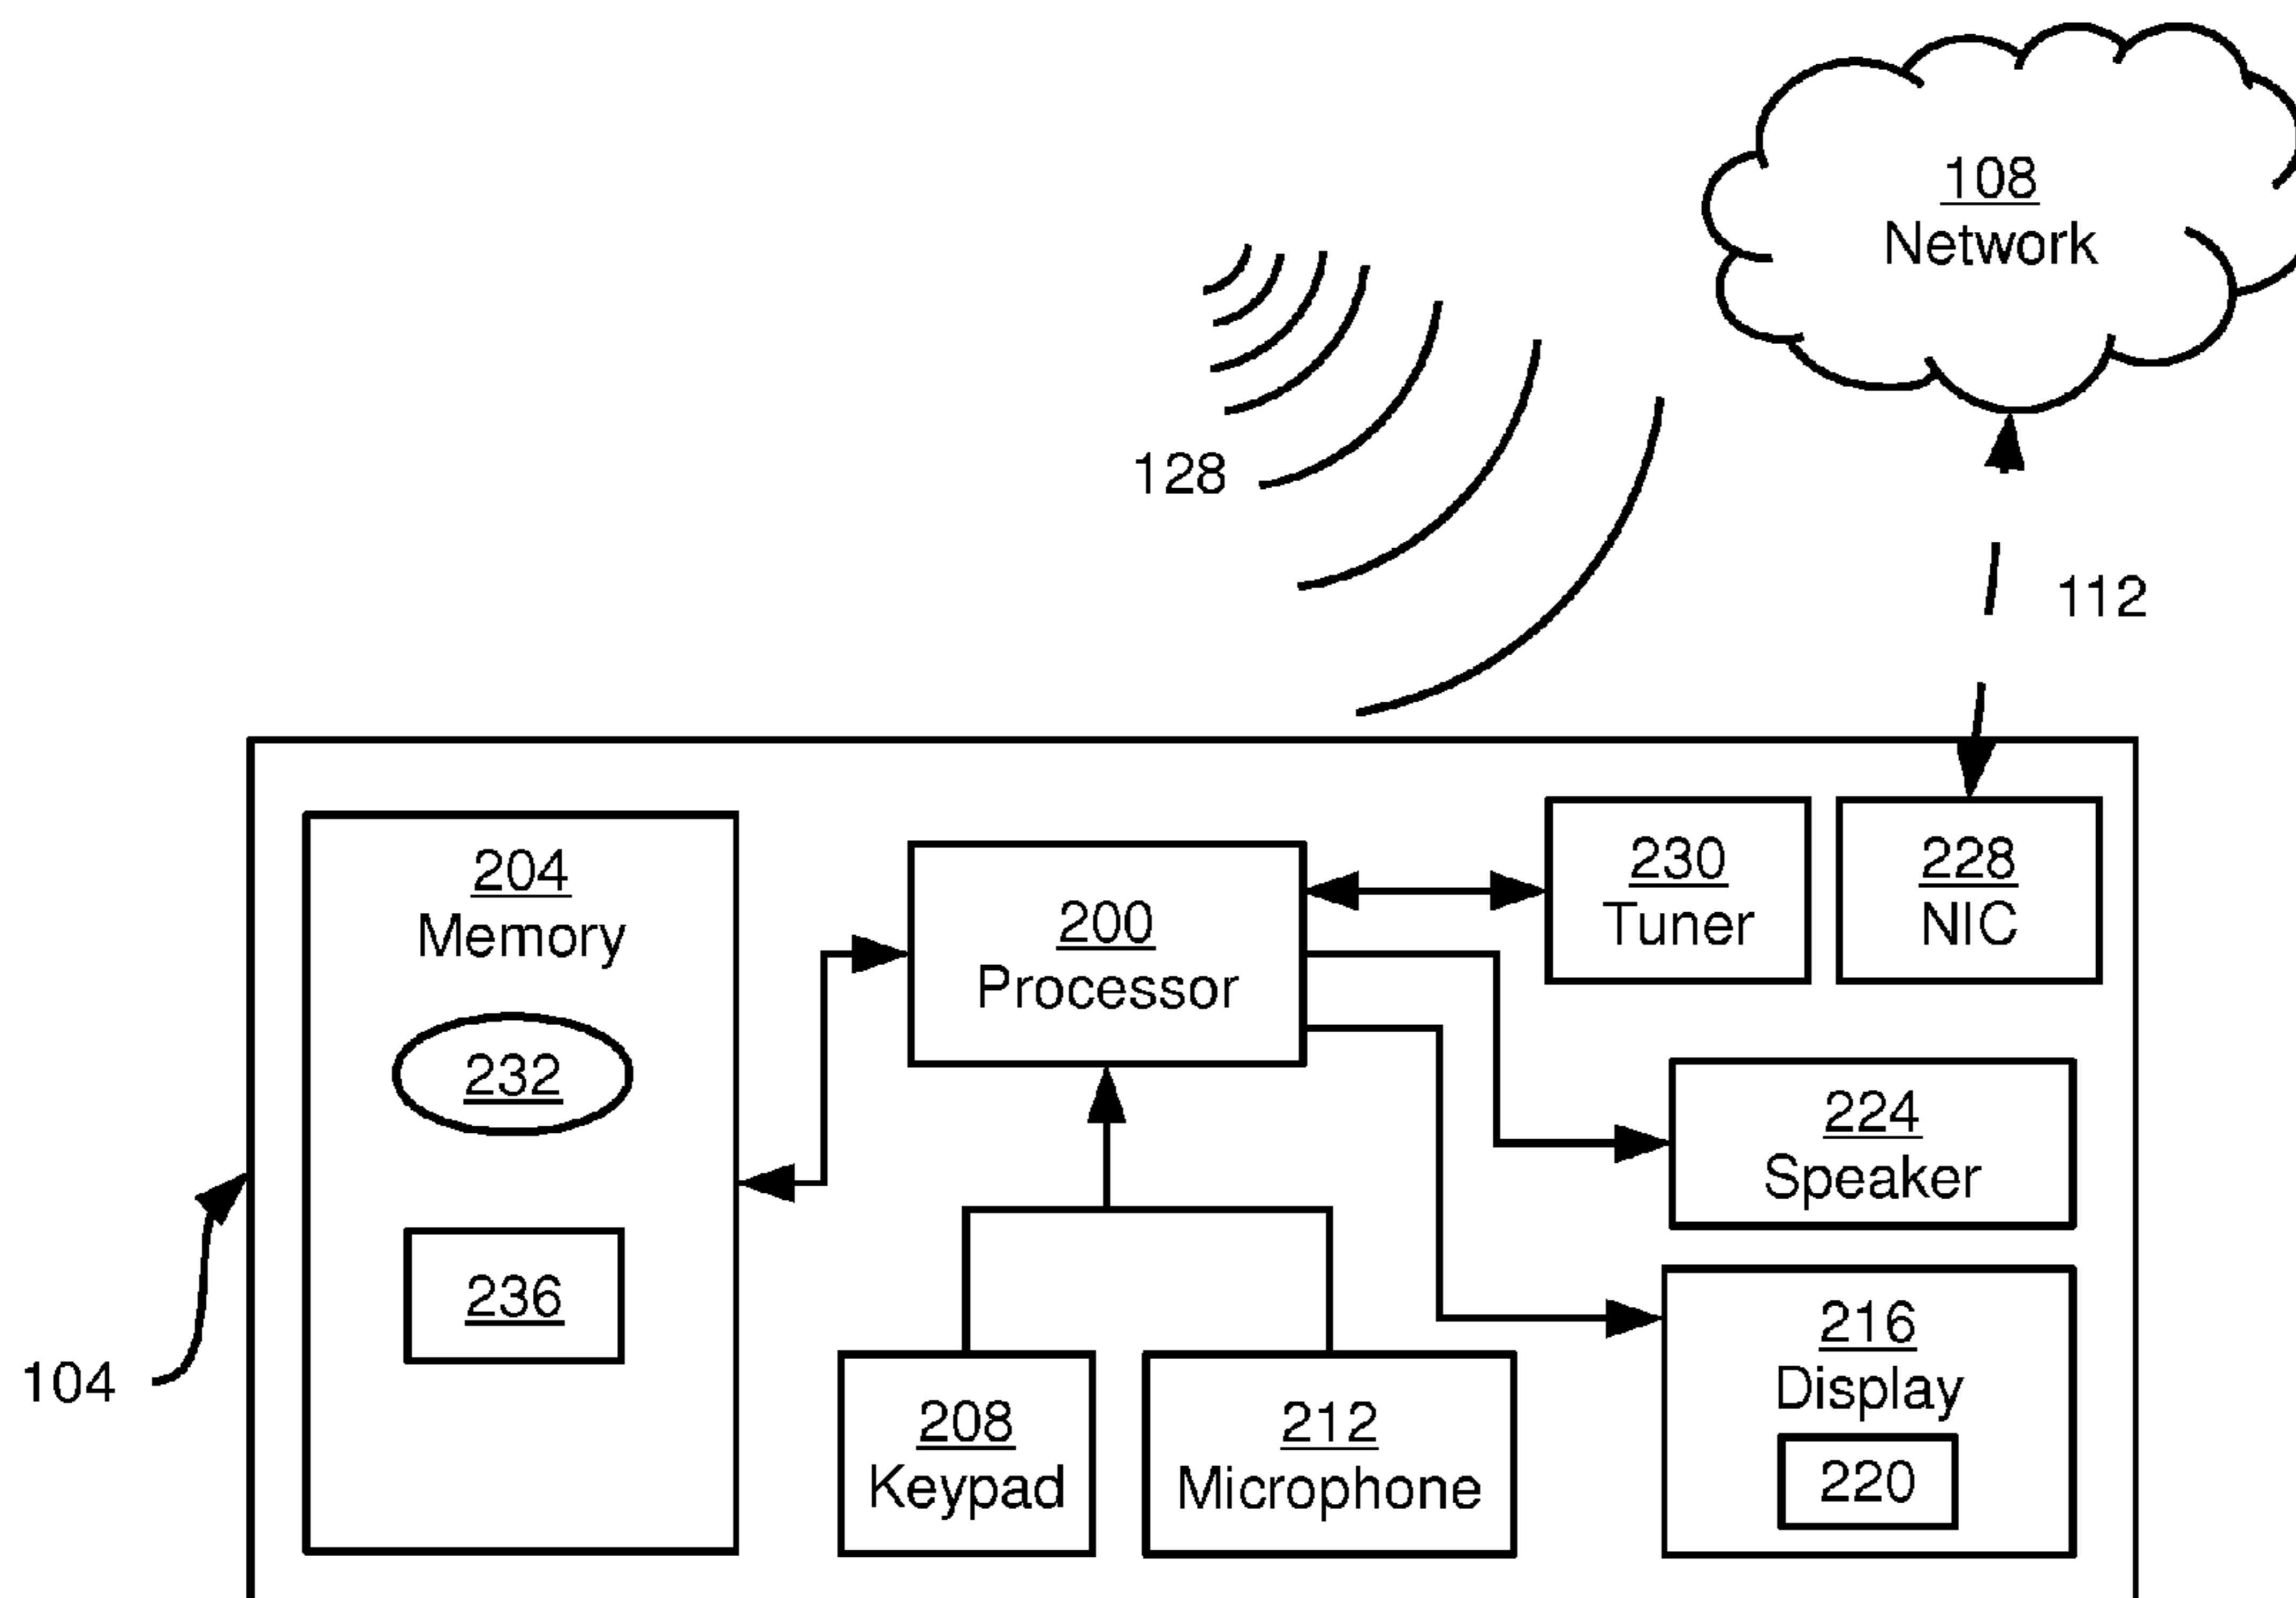 108
Network
128
112
204
Memory
232
236
200
Processor
230
Tuner
228
NIC
224
Speaker
104
208
Keypad
212
Microphone
216
Display
220